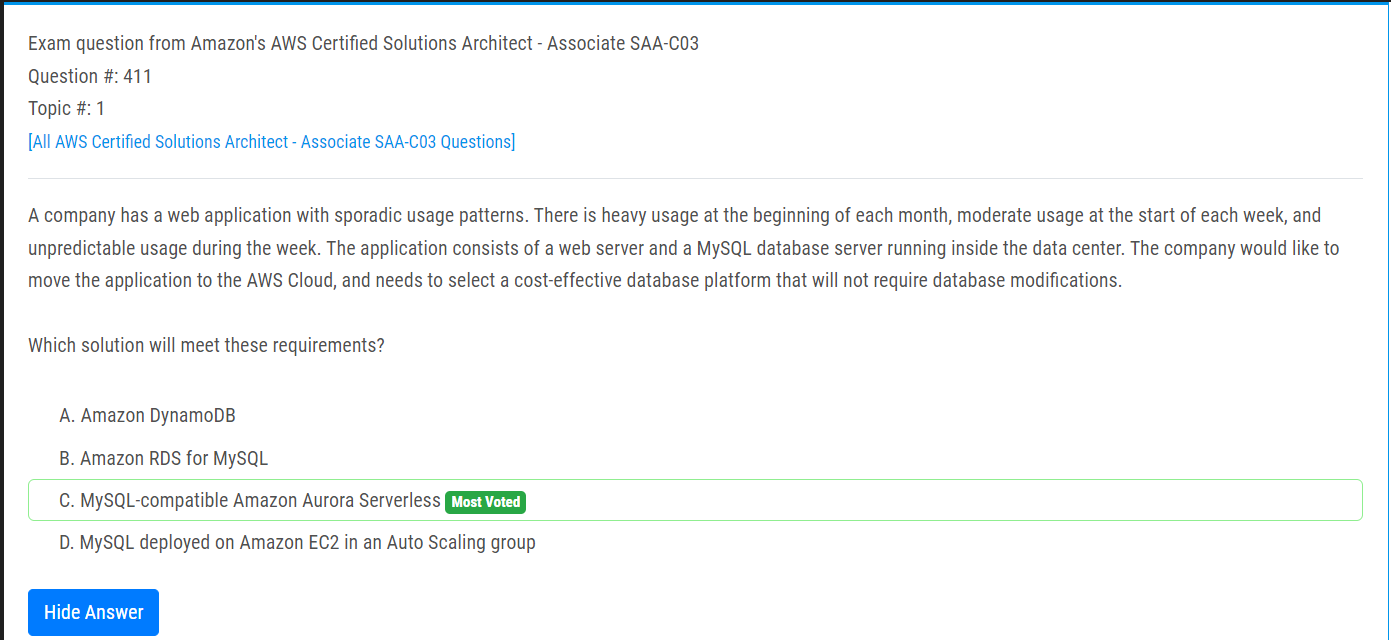 Exam question from Amazon's AWS Certified Solutions Architect - Associate SAA-C03
Question #: 411
Topic #: 1
[All AWS Certified Solutions Architect - Associate SAA-C03 Questions]
A company has a web application with sporadic usage patterns. There is heavy usage at the beginning of each month, moderate usage at the start of each week, and
unpredictable usage during the week. The application consists of a web server and a MySQL database server running inside the data center. The company would like to
move the application to the AWS Cloud, and needs to select a cost-effective database platform that will not require database modifications.
Which solution will meet these requirements?
A. Amazon DynamoDB
B. Amazon RDS for MySQL
C. MySQL-compatible Amazon Aurora Serverless Most Voted
D. MySQL deployed on Amazon EC2 in an Auto Scaling group
Hide Answer